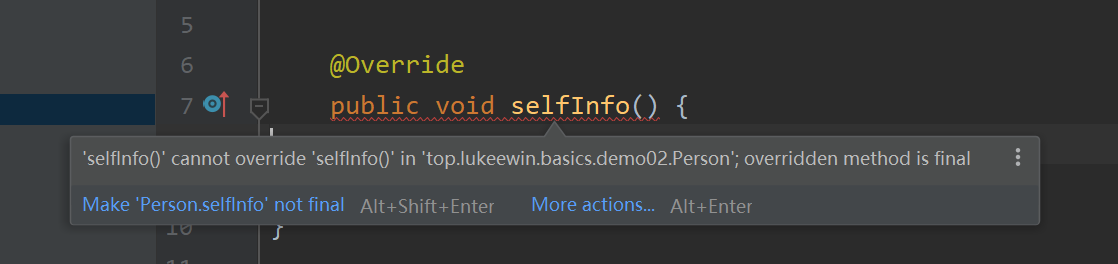 5
6 @Override
7 public void selfInfo() {
'selfInfo()' cannot override 'selfInfo()' in 'top.lukeewin.basics.demo02.Person'; overridden method is final
Make 'Person.selfInfo' not final Alt+Shift+Enter More actions... Alt+Enter
10 }
11